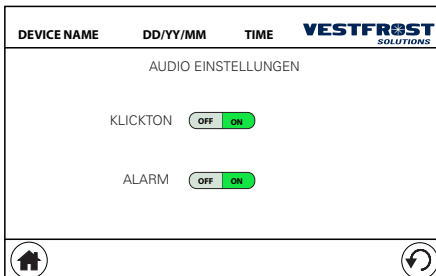 DEVICE NAME DD/YY/MM TIME VESTFROST
SOLUTIONS
AUDIO EINSTELLUNGEN
KLICKTON OFF ON
ALARM OFF ON